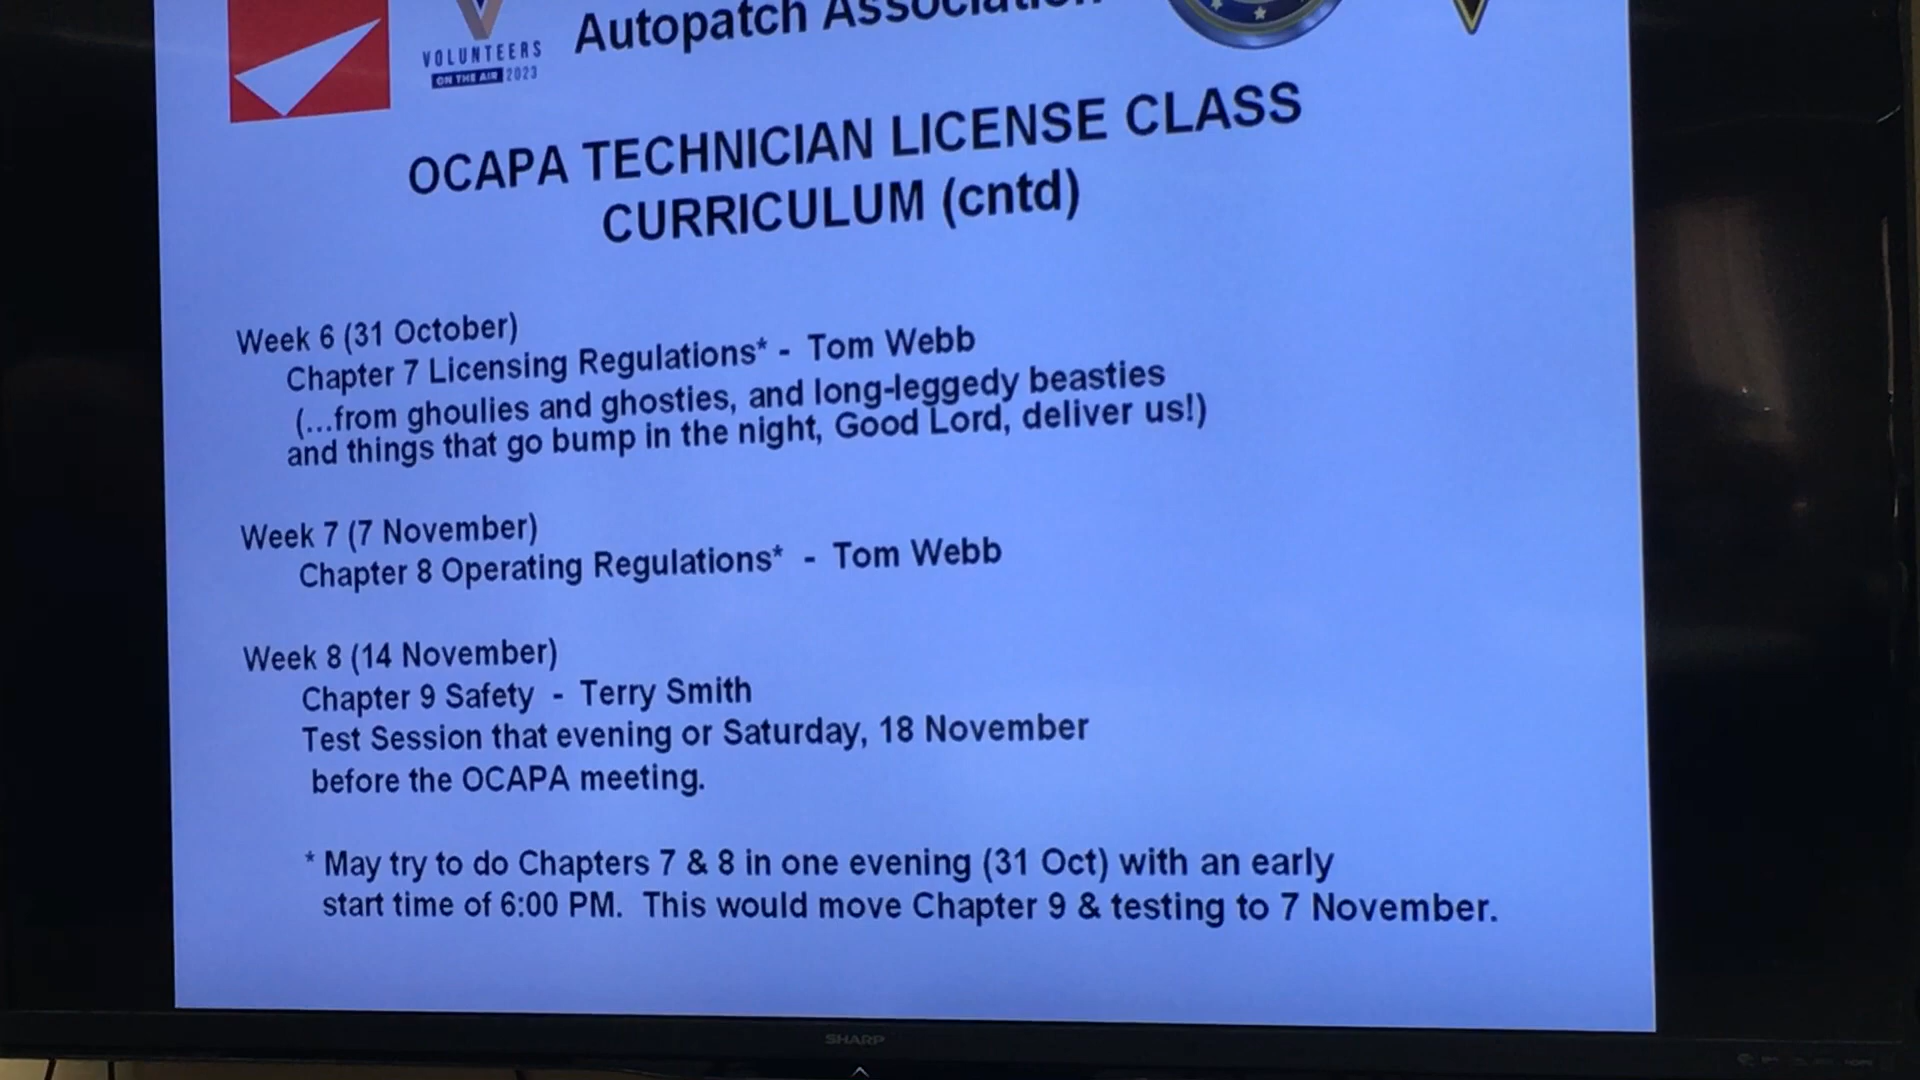 Autopatch Association
VOLUNTEERS
ON THE AIR 2023
OCAPA TECHNICIAN LICENSE CLASS
CURRICULUM (cntd)
Week 6 (31 October)
Chapter 7 Licensing Regulations* - Tom Webb
(...from ghoulies and ghosties, and long-leggedy beasties
and things that go bump in the night, Good Lord, deliver us!)
Week 7 (7 November)
Chapter 8 Operating Regulations* - Tom Webb
Week 8 (14 November)
Chapter 9 Safety - Terry Smith
Test Session that evening or Saturday, 18 November
before the OCAPA meeting.
* May try to do Chapters 7 & 8 in one evening (31 Oct) with an early
start time of 6:00 PM. This would move Chapter 9 & testing to 7 November.
SHARP